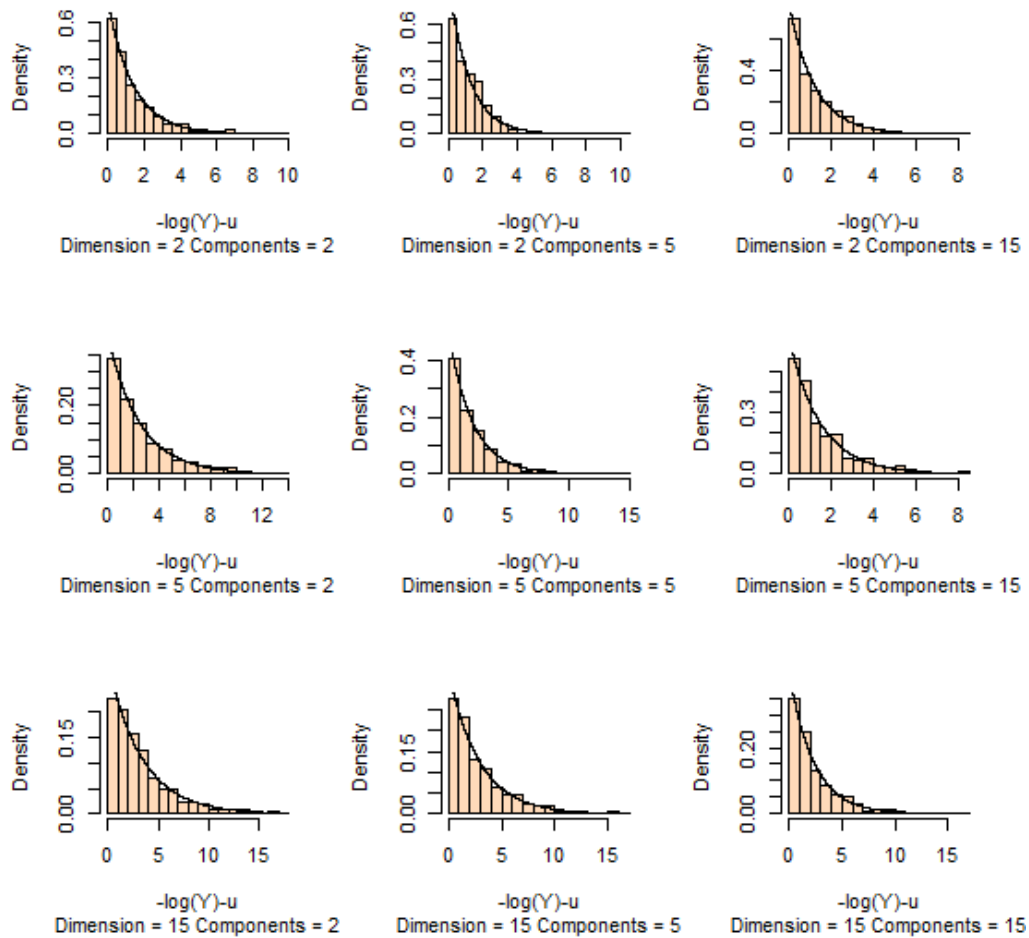 Density
0.0 0.3 0.6
0 2 4 6 8 10
-log(Y)-u
Dimension = 2 Components = 2
Density
0.0 0.3 0.6
0 2 4 6 8 10
-log(Y)-u
Dimension = 2 Components = 5
Density
0.0 0.4
0 2 4 6 8
-log(Y)-u
Dimension = 2 Components = 15
Density
0.00 0.20
0 4 8 12
-log(Y)-u
Dimension = 5 Components = 2
Density
0.0 0.2 0.4
0 5 10 15
-log(Y)-u
Dimension = 5 Components = 5
Density
0.0 0.3
0 2 4 6 8
-log(Y)-u
Dimension = 5 Components = 15
Density
0.00 0.15
0 5 10 15
-log(Y)-u
Dimension = 15 Components = 2
Density
0.00 0.15
0 5 10 15
-log(Y)-u
Dimension = 15 Components = 5
Density
0.00 0.20
0 5 10 15
-log(Y)-u
Dimension = 15 Components = 15